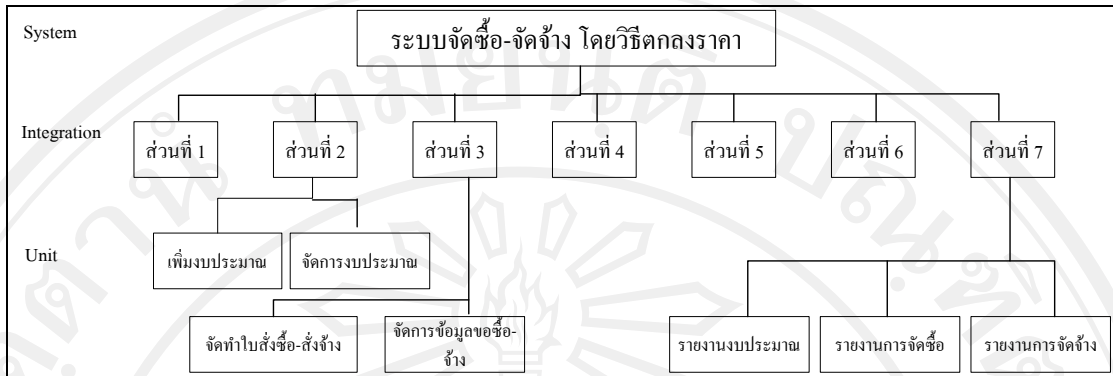 System
ระบบจัดซื้อ-จัดจ้าง โดยวิธีตกลงราคา
Integration
ส่วนที่ 1
ส่วนที่ 2
ส่วนที่ 3
ส่วนที่ 4
ส่วนที่ 5
ส่วนที่ 6
ส่วนที่ 7
Unit
เพิ่มงบประมาณ
จัดการงบประมาณ
จัดทำใบสั่งซื้อ-สั่งจ้าง
จัดการข้อมูลขอซื้อ-
จ้าง
รายงานงบประมาณ
รายงานการจัดซื้อ
รายงานการจัดจ้าง